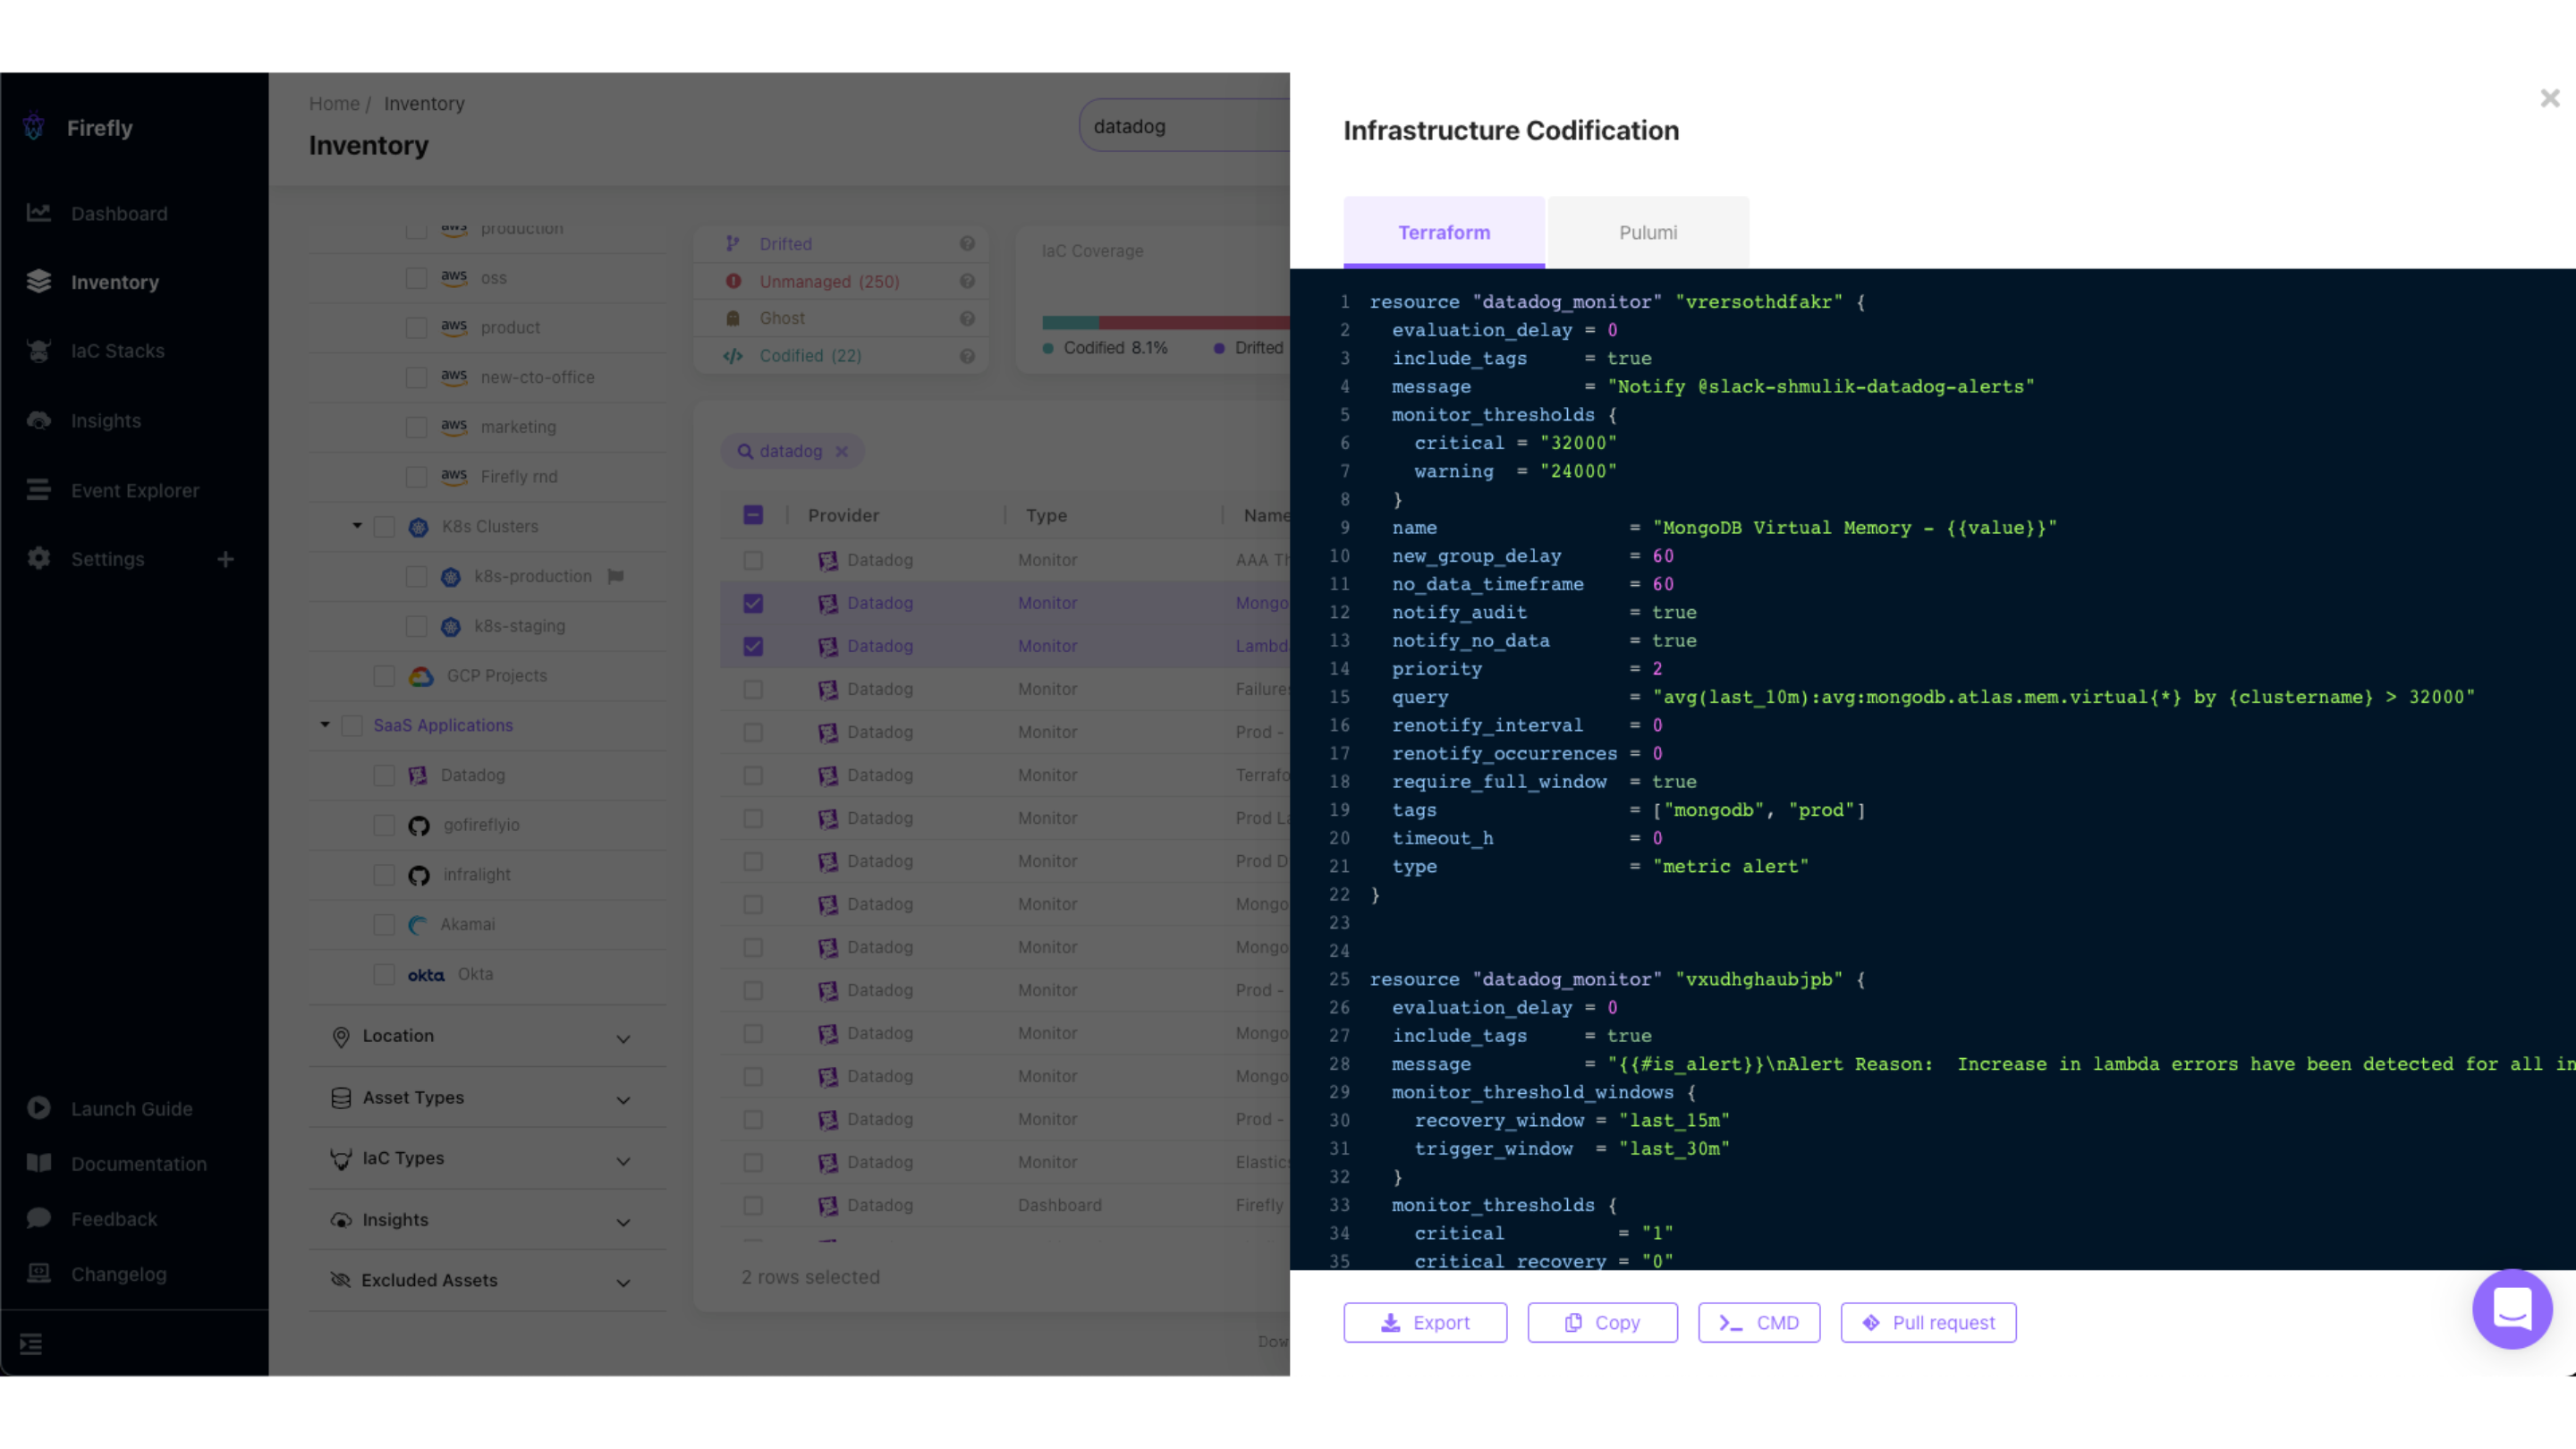 Firefly
Dashboard
Inventory
IaC Stacks
Insights
Event Explorer
Settings +
Launch Guide
Documentation
Feedback
Changelog
Home / Inventory
Inventory
datadog
aws production
aws oss
aws product
aws new-cto-office
aws marketing
aws Firefly rnd
K8s Clusters
k8s-production
k8s-staging
GCP Projects
SaaS Applications
Datadog
gofireflyio
infralight
Akamai
okta Okta
Location
Asset Types
IaC Types
Insights
Excluded Assets
Drifted ?
Unmanaged (250) ?
Ghost ?
Codified (22) ?
IaC Coverage
Codified 8.1% Drifted
datadog
Provider Type Name
Datadog Monitor AAA Th
Datadog Monitor Mongo
Datadog Monitor Lambd
Datadog Monitor Failure
Datadog Monitor Prod -
Datadog Monitor Terrafo
Datadog Monitor Prod La
Datadog Monitor Prod D
Datadog Monitor Mongo
Datadog Monitor Mongo
Datadog Monitor Prod -
Datadog Monitor Mongo
Datadog Monitor Mongo
Datadog Monitor Prod -
Datadog Monitor Elastic
Datadog Dashboard Firefly
2 rows selected
Dow
Infrastructure Codification
Terraform Pulumi
1 resource "datadog_monitor" "vrersothdfakr" {
2 evaluation_delay = 0
3 include_tags = true
4 message = "Notify @slack-shmulik-datadog-alerts"
5 monitor_thresholds {
6 critical = "32000"
7 warning = "24000"
8 }
9 name = "MongoDB Virtual Memory - {{value}}"
10 new_group_delay = 60
11 no_data_timeframe = 60
12 notify_audit = true
13 notify_no_data = true
14 priority = 2
15 query = "avg(last_10m):avg:mongodb.atlas.mem.virtual{*} by {clustername} > 32000"
16 renotify_interval = 0
17 renotify_occurrences = 0
18 require_full_window = true
19 tags = ["mongodb", "prod"]
20 timeout_h = 0
21 type = "metric alert"
22 }
23
24
25 resource "datadog_monitor" "vxudhghaubjpb" {
26 evaluation_delay = 0
27 include_tags = true
28 message = "{{#is_alert}}\nAlert Reason:  Increase in lambda errors have been detected for all in
29 monitor_threshold_windows {
30 recovery_window = "last_15m"
31 trigger_window = "last_30m"
32 }
33 monitor_thresholds {
34 critical = "1"
35 critical_recovery = "0"
Export Copy CMD Pull request